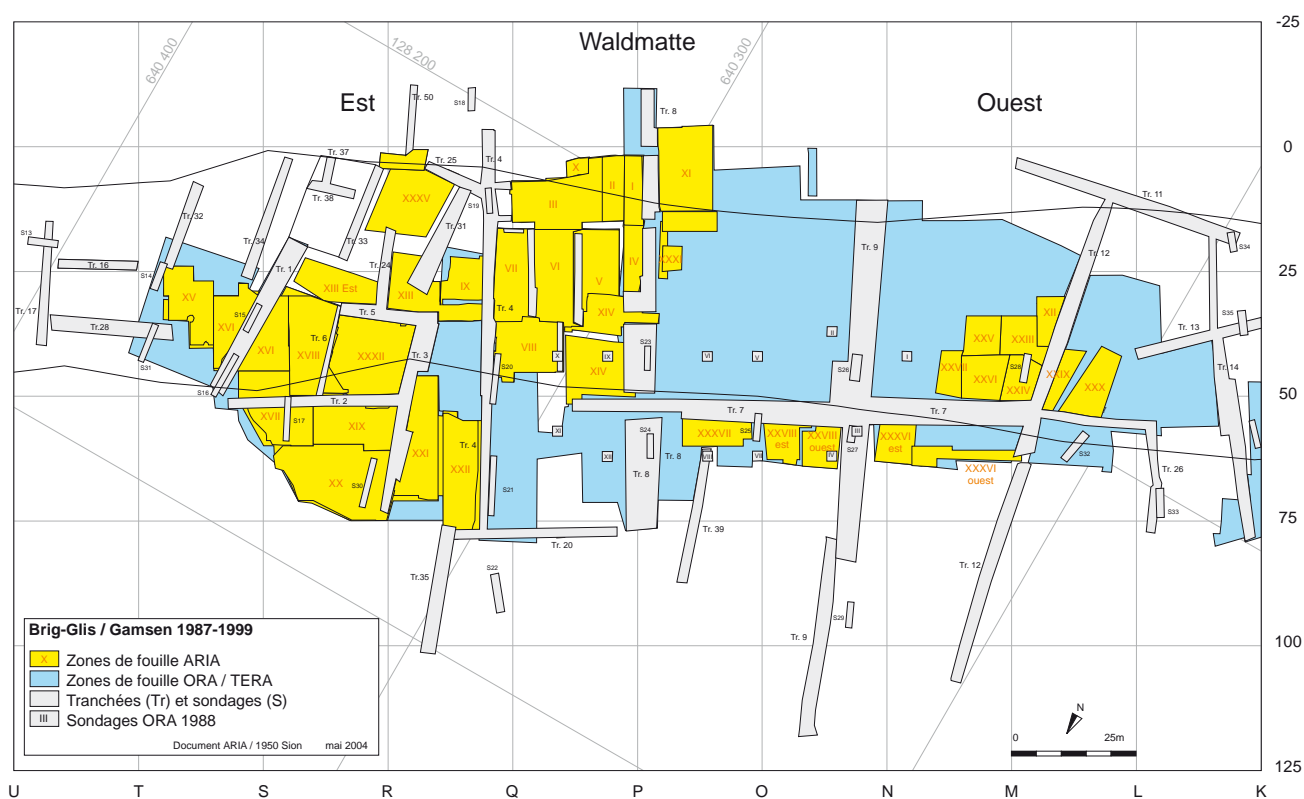 Waldmatte
Est
Ouest
640 400
128 200
640 300
-25
0
25
50
75
100
125
U
T
S
R
Q
P
O
N
M
L
K
Tr. 50
S18
Tr. 8
Tr. 37
Tr. 25
Tr. 4
X
XI
Tr. 11
Tr. 38
XXXV
II
I
III
S19
Tr. 32
Tr. 31
S13
Tr. 34
Tr. 33
Tr. 9
Tr. 12
S34
Tr. 16
S14
Tr. 1
Tr. 24
VII
VI
IV
XXXI
XIII Est
XIII
IX
V
XV
Tr. 17
Tr.28
S15
XVI
Tr. 5
Tr. 4
XIV
XII
S35
Tr. 13
Tr. 6
II
XXV
XXIII
XVI
XVIII
XXXII
Tr. 3
VIII
X
IX
S23
VI
V
I
S31
S16
S20
XIV
S26
XXVII
XXVI
S28
XXIV
XXIX
XXX
Tr. 14
Tr. 2
Tr. 7
Tr. 7
XVII
S17
XIX
XI
S24
XXXVII
S25
XXVIII
est
XXVIII
ouest
III
S27
XXXVI
est
S32
XXI
Tr. 4
XXII
XII
Tr. 8
VIII
VII
IV
XXXVI
ouest
Tr. 26
XX
S30
S21
Tr. 8
S33
Tr. 20
Tr. 39
Tr.35
S22
Tr. 12
S29
Tr. 9
Brig-Glis / Gamsen 1987-1999
X Zones de fouille ARIA
Zones de fouille ORA / TERA
Tranchées (Tr) et sondages (S)
III Sondages ORA 1988
Document ARIA / 1950 Sion mai 2004
N
0 25m